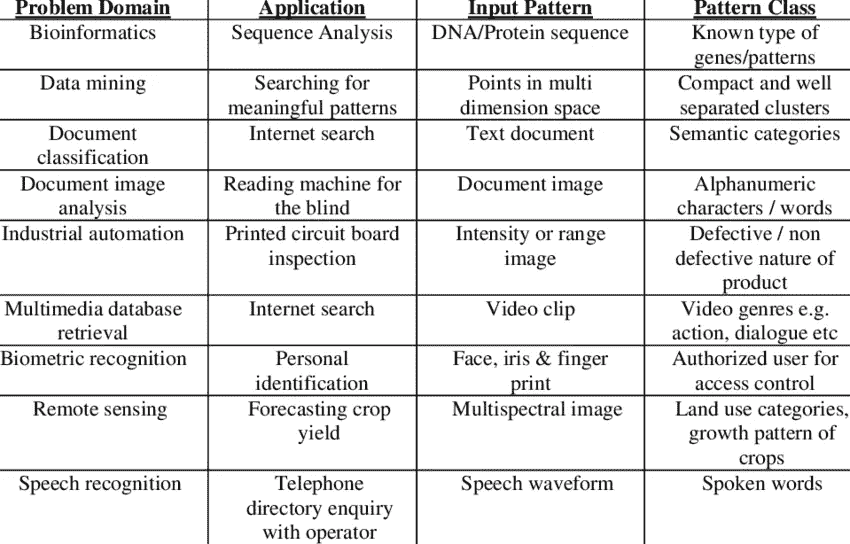 Problem Domain Application Input Pattern Pattern Class
Bioinformatics Sequence Analysis DNA/Protein sequence Known type of
genes/patterns
Data mining Searching for Points in multi Compact and well
meaningful patterns dimension space separated clusters
Document Internet search Text document Semantic categories
classification
Document image Reading machine for Document image Alphanumeric
analysis the blind characters / words
Industrial automation Printed circuit board Intensity or range Defective / non
inspection image defective nature of
product
Multimedia database Internet search Video clip Video genres e.g.
retrieval action, dialogue etc
Biometric recognition Personal Face, iris & finger Authorized user for
identification print access control
Remote sensing Forecasting crop Multispectral image Land use categories,
yield growth pattern of
crops
Speech recognition Telephone Speech waveform Spoken words
directory enquiry
with operator